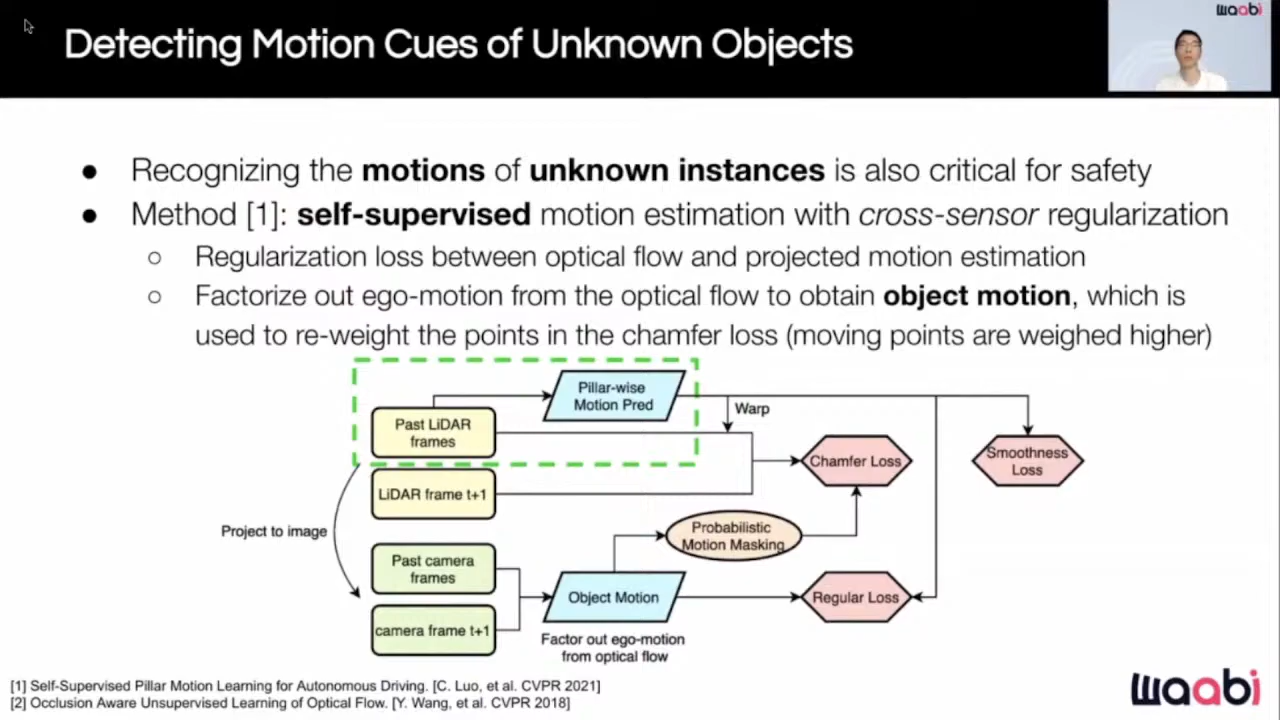 waabi
Detecting Motion Cues of Unknown Objects
● Recognizing the motions of unknown instances is also critical for safety
● Method [1]: self-supervised motion estimation with cross-sensor regularization
○ Regularization loss between optical flow and projected motion estimation
○ Factorize out ego-motion from the optical flow to obtain object motion, which is
used to re-weight the points in the chamfer loss (moving points are weighed higher)
Pillar-wise
Motion Pred
Warp
Past LiDAR
frames
Chamfer Loss
Smoothness
Loss
LiDAR frame t+1
Project to image
Probabilistic
Motion Masking
Past camera
frames
Object Motion
Regular Loss
camera frame t+1
Factor out ego-motion
from optical flow
[1] Self-Supervised Pillar Motion Learning for Autonomous Driving. [C. Luo, et al. CVPR 2021]
[2] Occlusion Aware Unsupervised Learning of Optical Flow. [Y. Wang, et al. CVPR 2018]
waabi